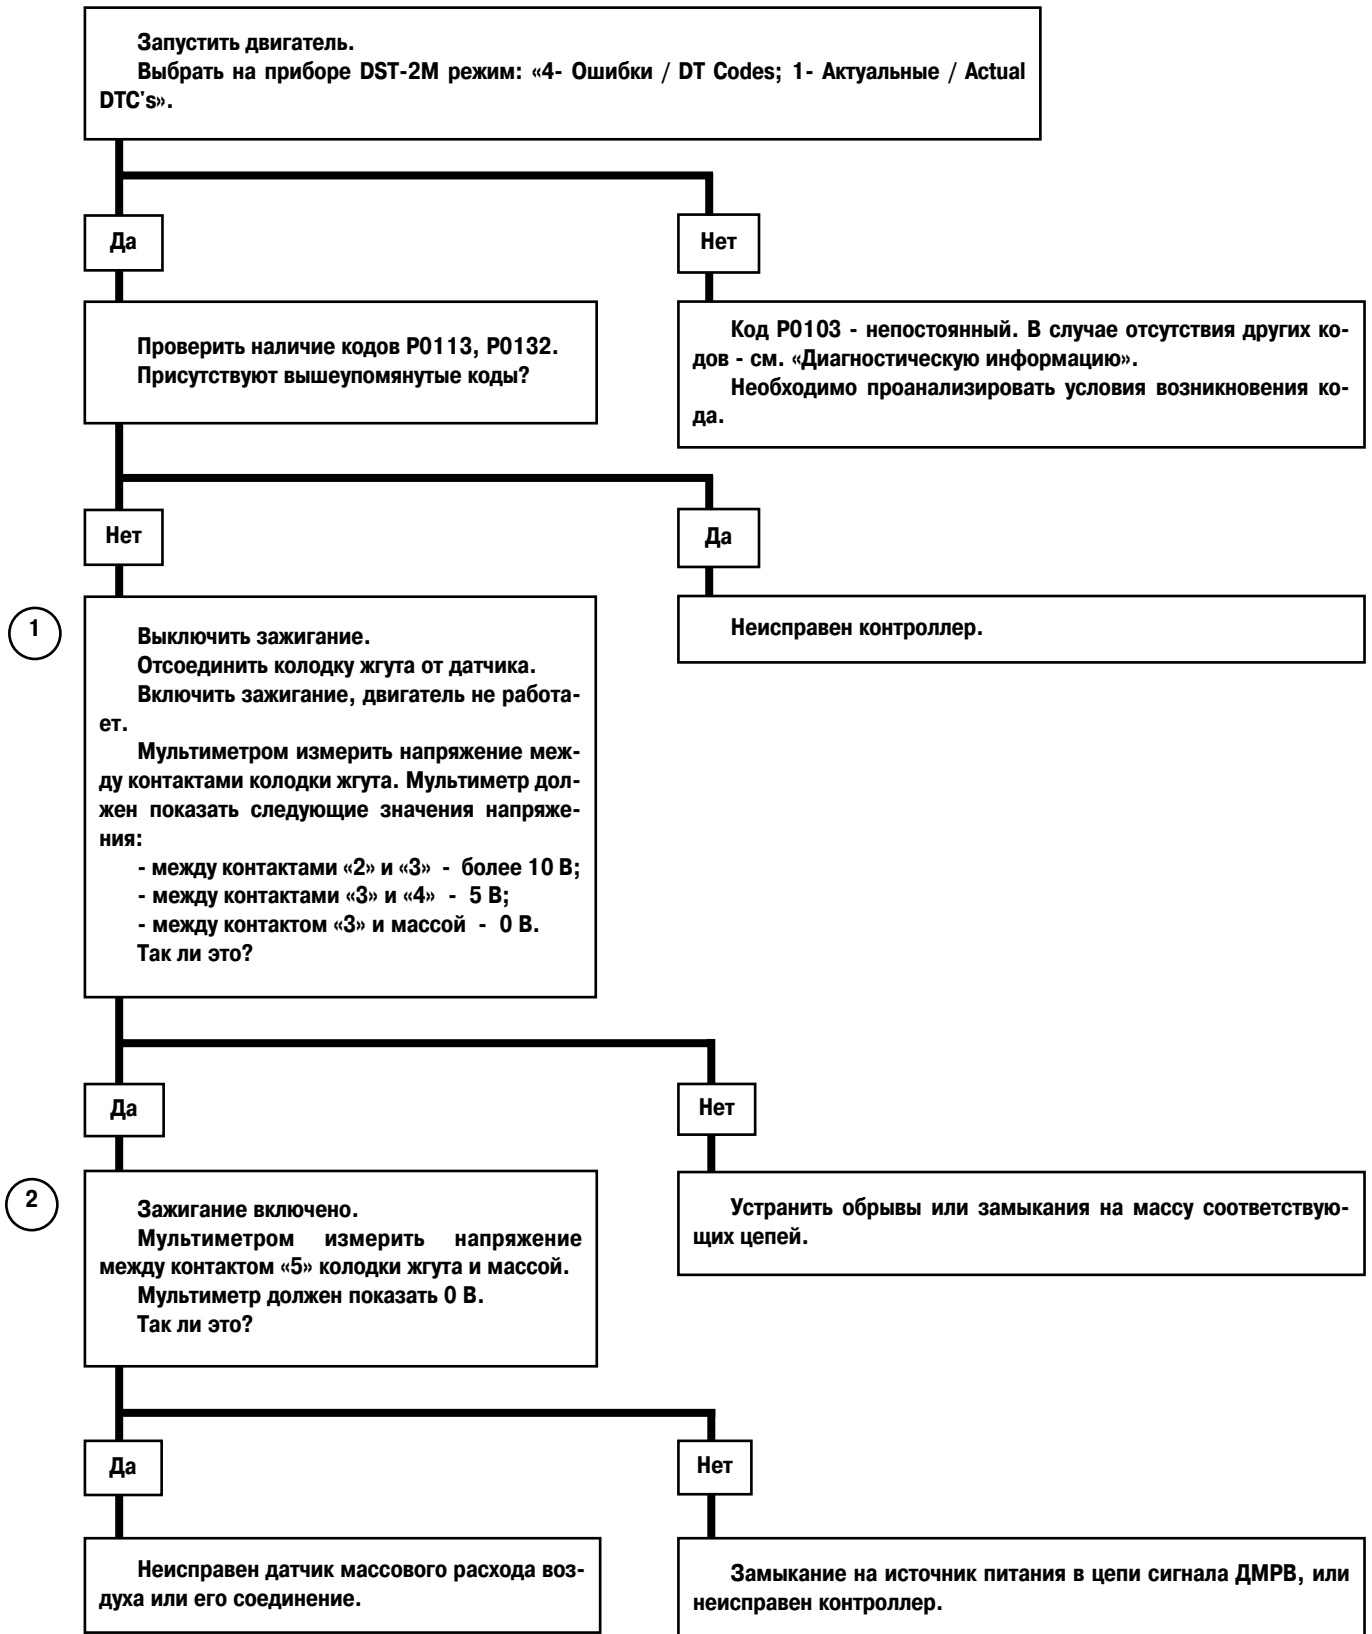 Запустить двигатель.
Выбрать на приборе DST-2M режим: «4- Ошибки / DT Codes; 1- Актуальные / Actual
DTC's».
Да
Нет
Проверить наличие кодов P0113, P0132.
Присутствуют вышеупомянутые коды?
Код P0103 - непостоянный. В случае отсутствия других ко-
дов - см. «Диагностическую информацию».
Необходимо проанализировать условия возникновения ко-
да.
Нет
Да
1
Выключить зажигание.
Отсоединить колодку жгута от датчика.
Включить зажигание, двигатель не работа-
ет.
Мультиметром измерить напряжение меж-
ду контактами колодки жгута. Мультиметр дол-
жен показать следующие значения напряже-
ния:
- между контактами «2» и «3» - более 10 В;
- между контактами «3» и «4» - 5 В;
- между контактом «3» и массой - 0 В.
Так ли это?
Неисправен контроллер.
Да
Нет
2
Зажигание включено.
Мультиметром измерить напряжение
между контактом «5» колодки жгута и массой.
Мультиметр должен показать 0 В.
Так ли это?
Устранить обрывы или замыкания на массу соответствую-
щих цепей.
Да
Нет
Неисправен датчик массового расхода воз-
духа или его соединение.
Замыкание на источник питания в цепи сигнала ДМРВ, или
неисправен контроллер.